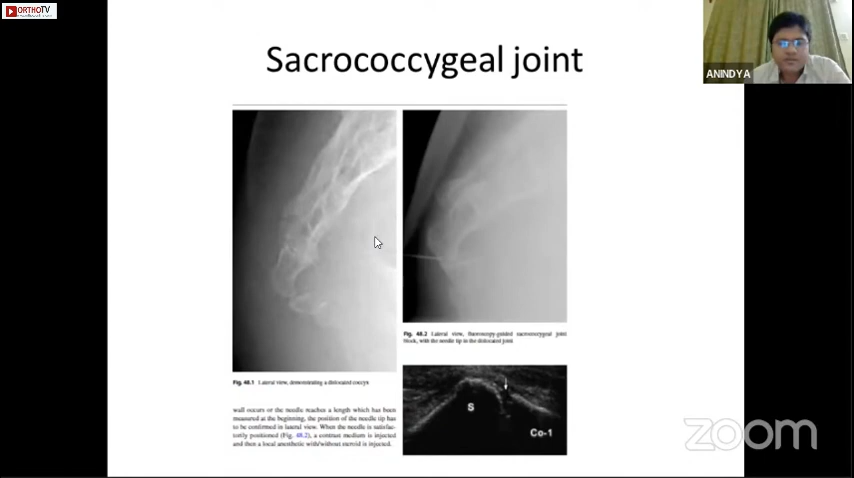 ORTHOTV
ANINDYA
Sacrococcygeal joint
Fig. 48.1 Lateral view, demonstrating a dislocated coccyx
wall occurs or the needle reaches a length which has been
measured at the beginning, the position of the needle tip has
to be confirmed in lateral view. When the needle is satisfac-
torily positioned (Fig. 48.2), a contrast medium is injected
and then a local anesthetic with/without steroid is injected.
Fig. 48.2 Lateral view, fluoroscopy-guided sacrococcygeal joint
block, with the needle tip in the dislocated joint
S
Co-1
zoom